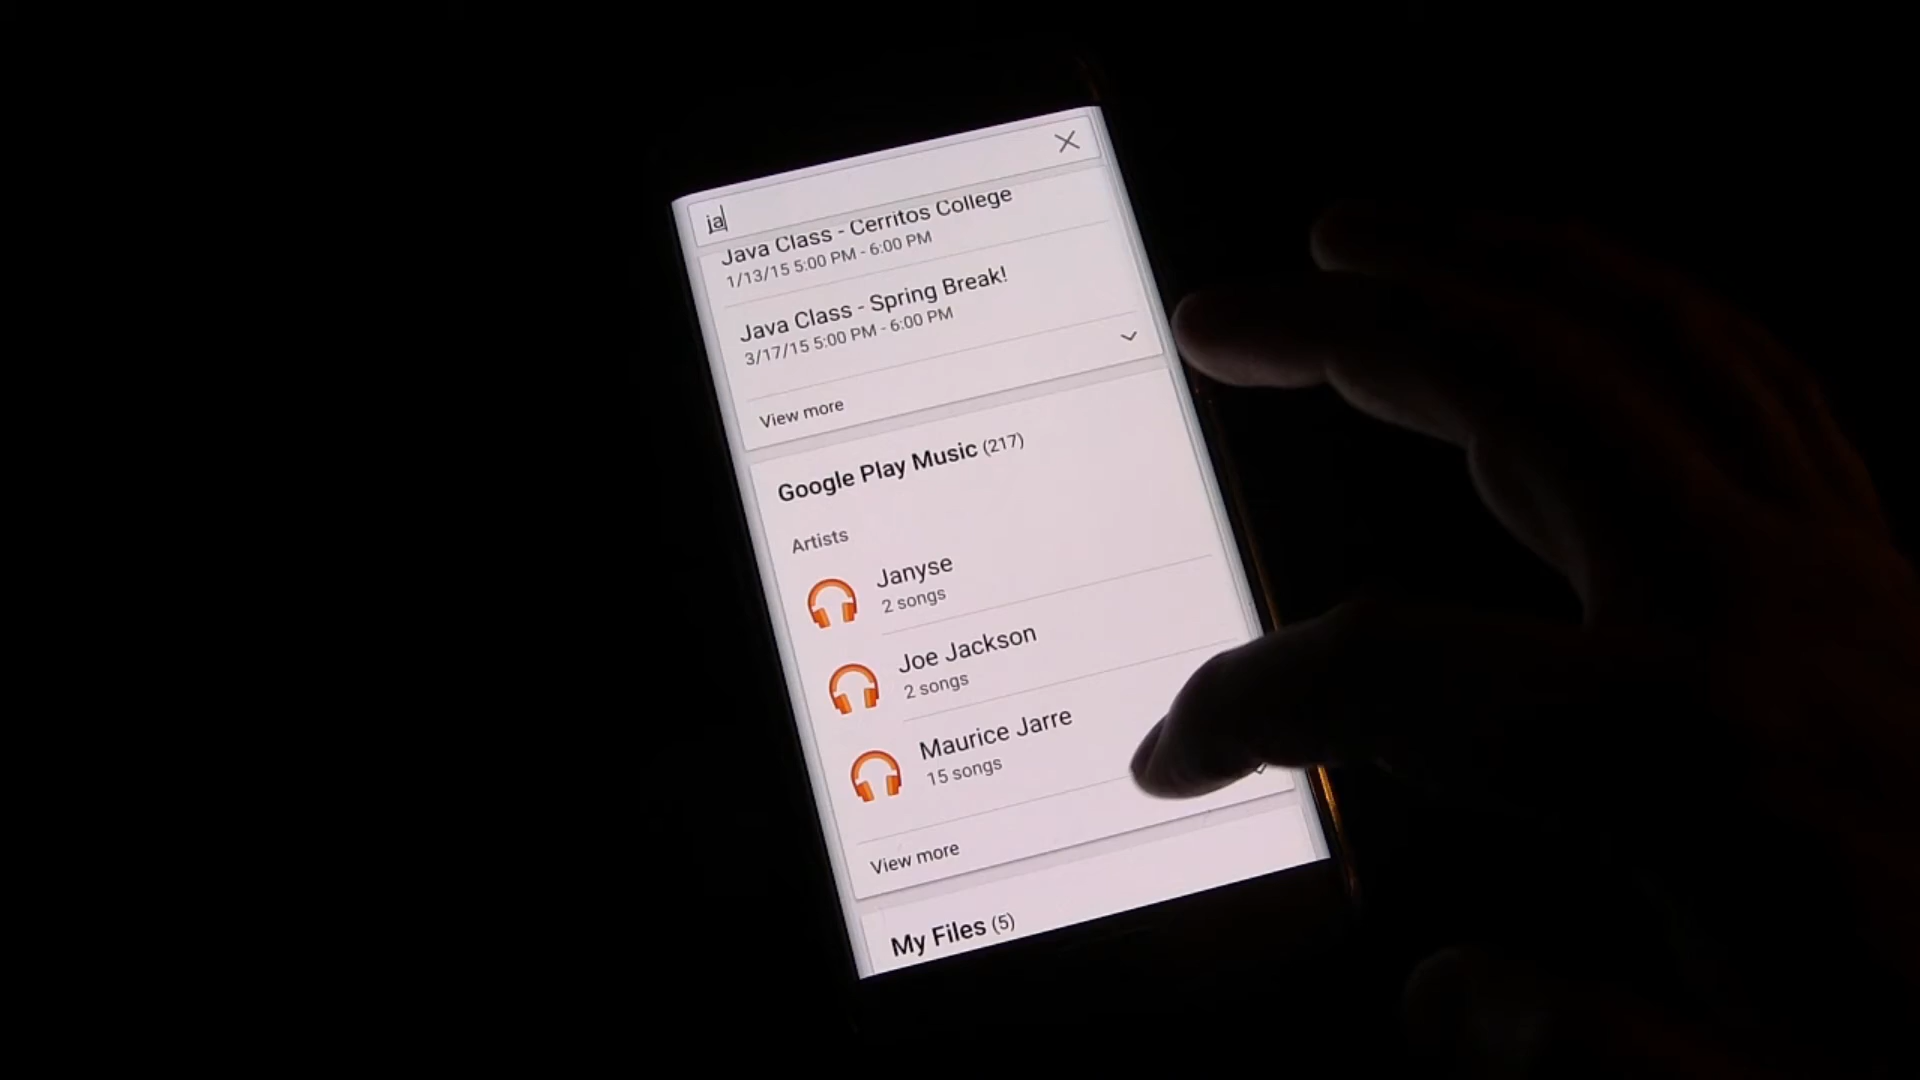 ja
Java Class - Cerritos College
1/13/15 5:00 PM - 6:00 PM
Java Class - Spring Break!
3/17/15 5:00 PM - 6:00 PM
View more
Google Play Music (217)
Artists
Janyse
2 songs
Joe Jackson
2 songs
Maurice Jarre
15 songs
View more
My Files (5)